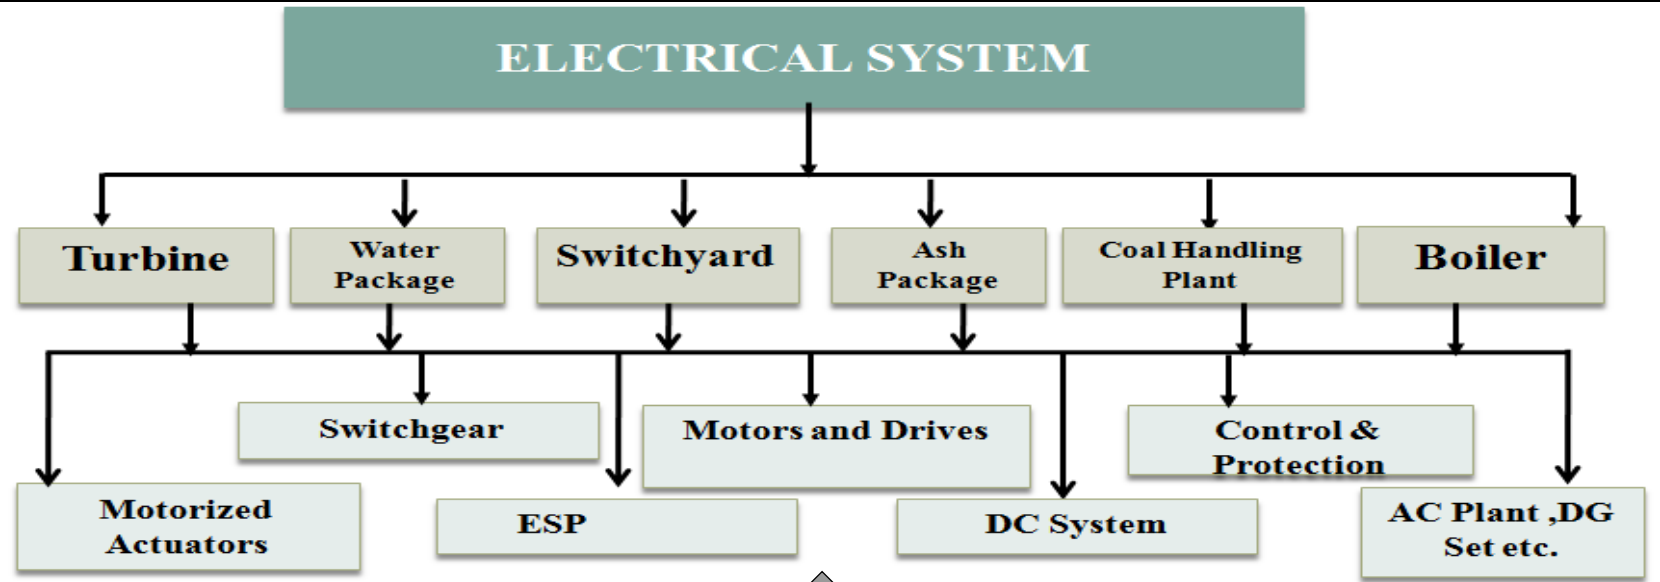 ELECTRICAL SYSTEM
Turbine
Water
Package
Switchyard
Ash
Package
Coal Handling
Plant
Boiler
Switchgear
Motors and Drives
Control &
Protection
Motorized
Actuators
ESP
DC System
AC Plant ,DG
Set etc.